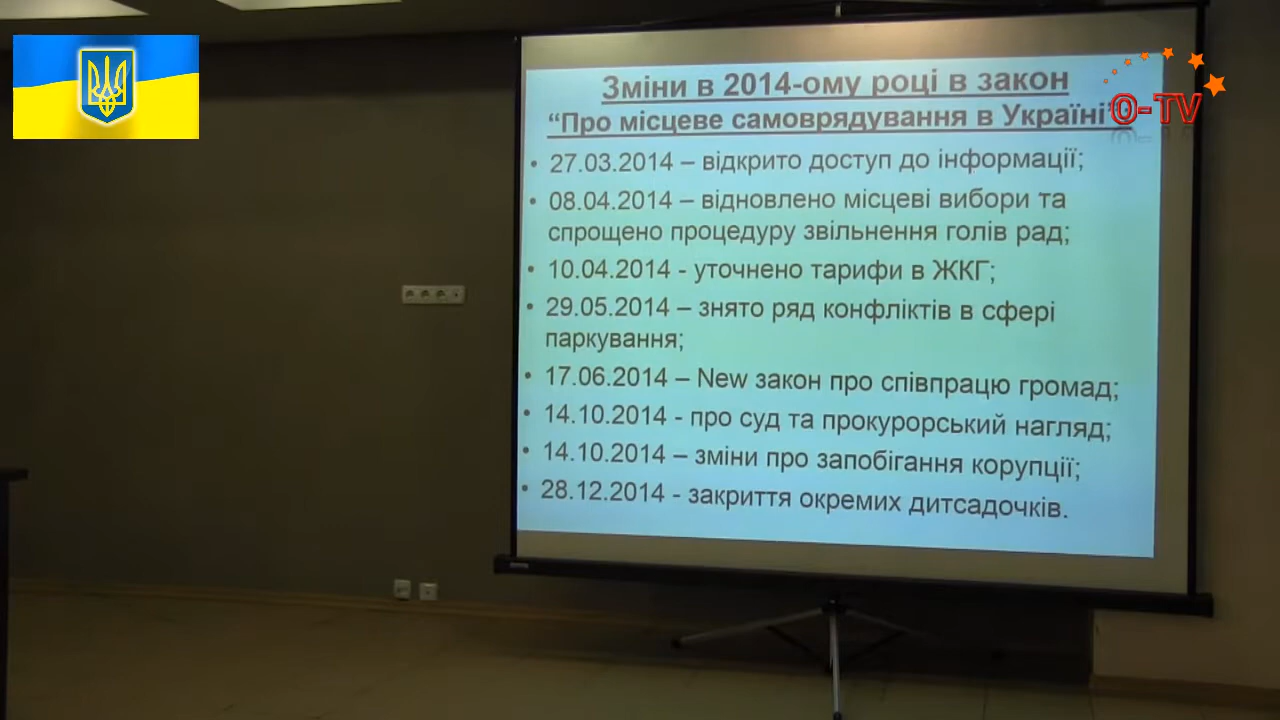 Зміни в 2014-ому році в закон
“Про місцеве самоврядування в Україні”:
O-TV
• 27.03.2014 – відкрито доступ до інформації;
• 08.04.2014 – відновлено місцеві вибори та
спрощено процедуру звільнення голів рад;
• 10.04.2014 - уточнено тарифи в ЖКГ;
• 29.05.2014 – знято ряд конфліктів в сфері
паркування;
• 17.06.2014 – New закон про співпрацю громад;
• 14.10.2014 - про суд та прокурорський нагляд;
• 14.10.2014 – зміни про запобігання корупції;
• 28.12.2014 - закриття окремих дитсадочків.